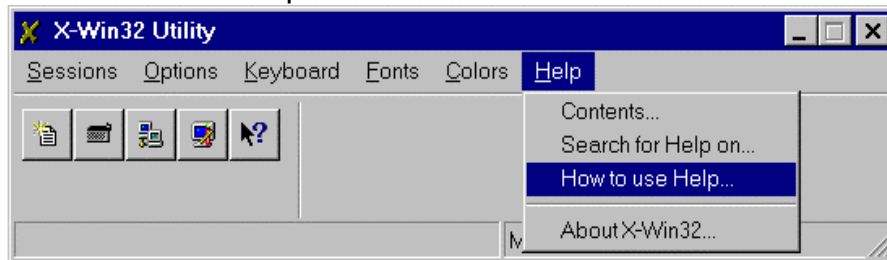 X-Win32 Utility
Sessions Options Keyboard Fonts Colors Help
Contents...
Search for Help on...
How to use Help...
About X-Win32...